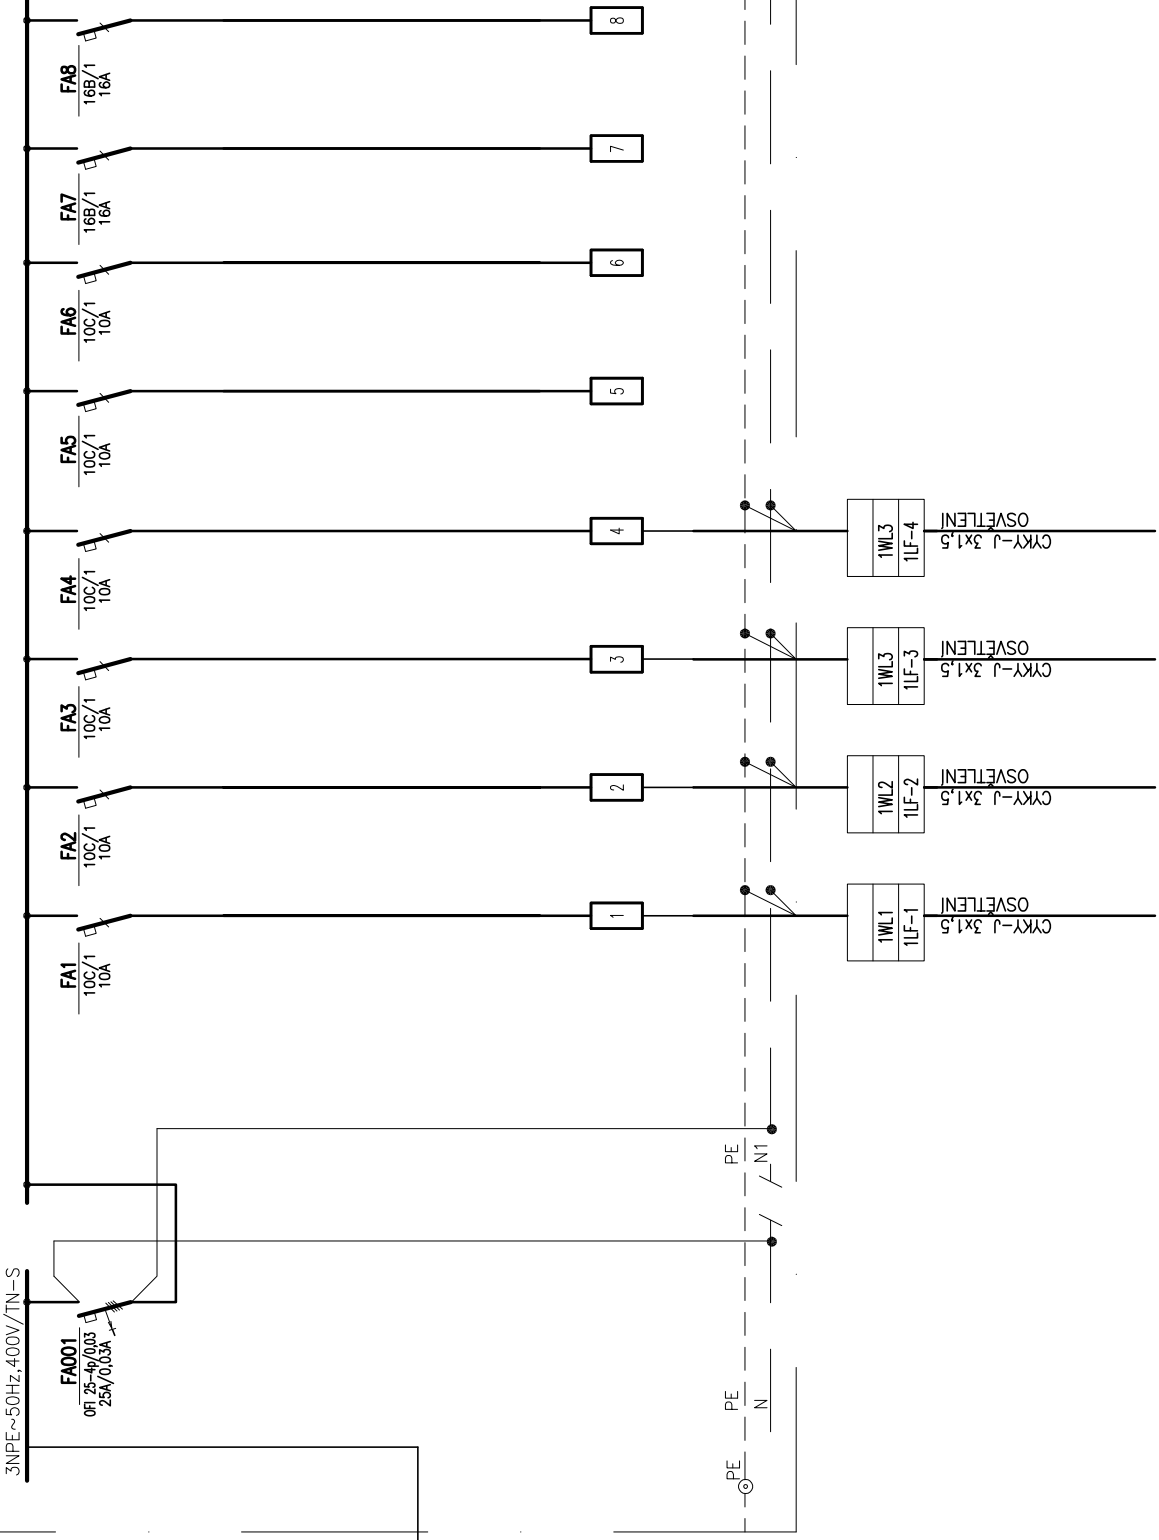 3NPE~50Hz,400V/TN-S
FA001
OFI 25-4p/0,03
25A/0,03A
FA1
10C/1
10A
FA2
10C/1
10A
FA3
10C/1
10A
FA4
10C/1
10A
FA5
10C/1
10A
FA6
10C/1
10A
FA7
16B/1
16A
FA8
16B/1
16A
1
2
3
4
5
6
7
8
PE
PE
N
PE
N1
1WL1
1LF-1
CYKY-J 3x1,5
OSVĚTLENÍ
1WL2
1LF-2
CYKY-J 3x1,5
OSVĚTLENÍ
1WL3
1LF-3
CYKY-J 3x1,5
OSVĚTLENÍ
1WL3
1LF-4
CYKY-J 3x1,5
OSVĚTLENÍ